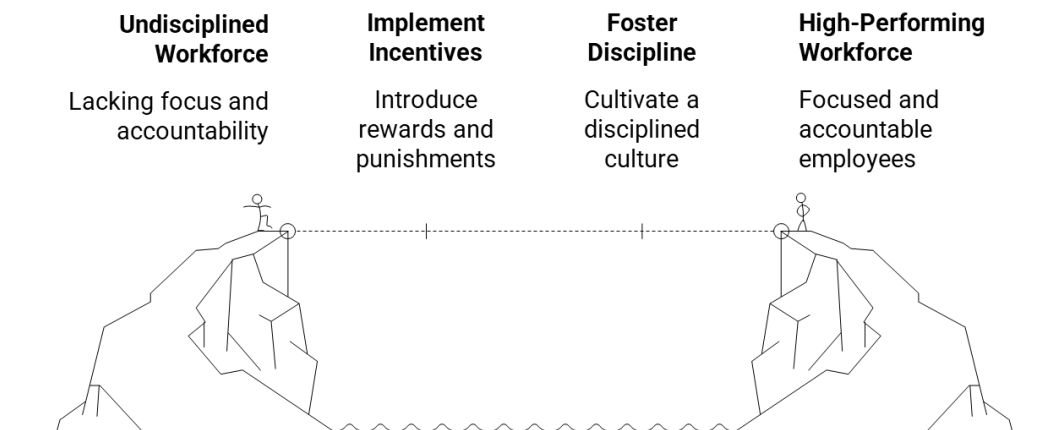 Undisciplined
Workforce
Lacking focus and
accountability
Implement
Incentives
Introduce
rewards and
punishments
Foster
Discipline
Cultivate a
disciplined
culture
High-Performing
Workforce
Focused and
accountable
employees